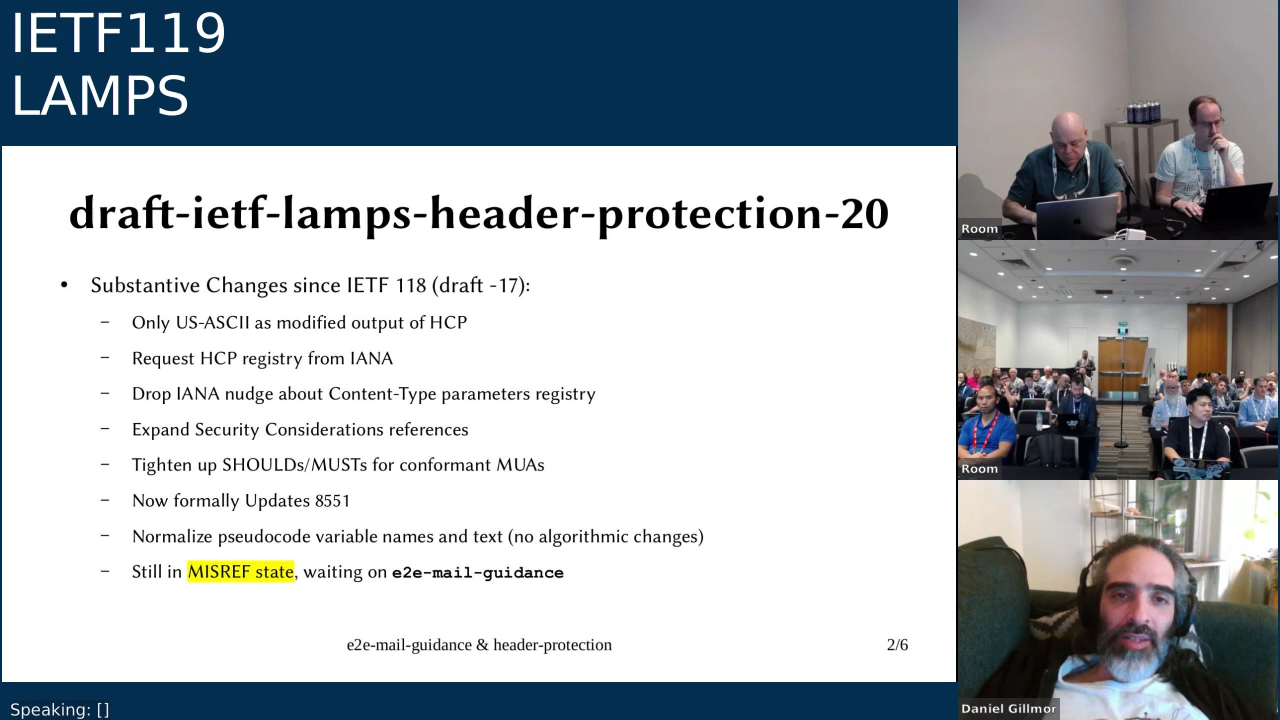 IETF119
LAMPS
draft-ietf-lamps-header-protection-20
• Substantive Changes since IETF 118 (draft -17):
– Only US-ASCII as modified output of HCP
– Request HCP registry from IANA
– Drop IANA nudge about Content-Type parameters registry
– Expand Security Considerations references
– Tighten up SHOULDs/MUSTs for conformant MUAs
– Now formally Updates 8551
– Normalize pseudocode variable names and text (no algorithmic changes)
– Still in MISREF state, waiting on e2e-mail-guidance
e2e-mail-guidance & header-protection
2/6
Speaking: []
Room
Room
Daniel Gillmor